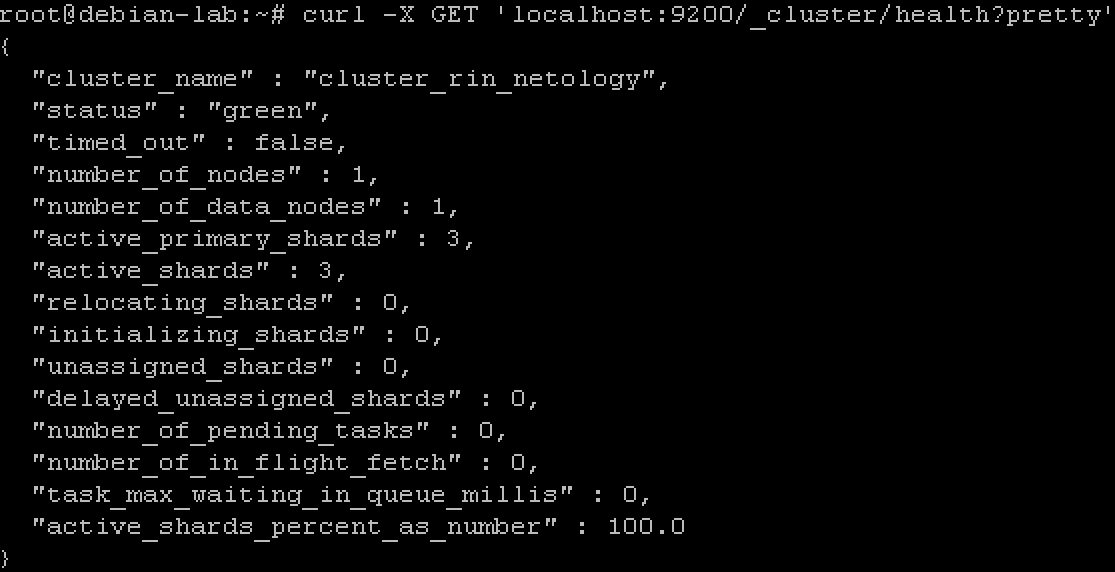 root@debian-lab:~# curl -X GET 'localhost:9200/_cluster/health?pretty'
{
  "cluster_name" : "cluster_rin_netology",
  "status" : "green",
  "timed_out" : false,
  "number_of_nodes" : 1,
  "number_of_data_nodes" : 1,
  "active_primary_shards" : 3,
  "active_shards" : 3,
  "relocating_shards" : 0,
  "initializing_shards" : 0,
  "unassigned_shards" : 0,
  "delayed_unassigned_shards" : 0,
  "number_of_pending_tasks" : 0,
  "number_of_in_flight_fetch" : 0,
  "task_max_waiting_in_queue_millis" : 0,
  "active_shards_percent_as_number" : 100.0
}